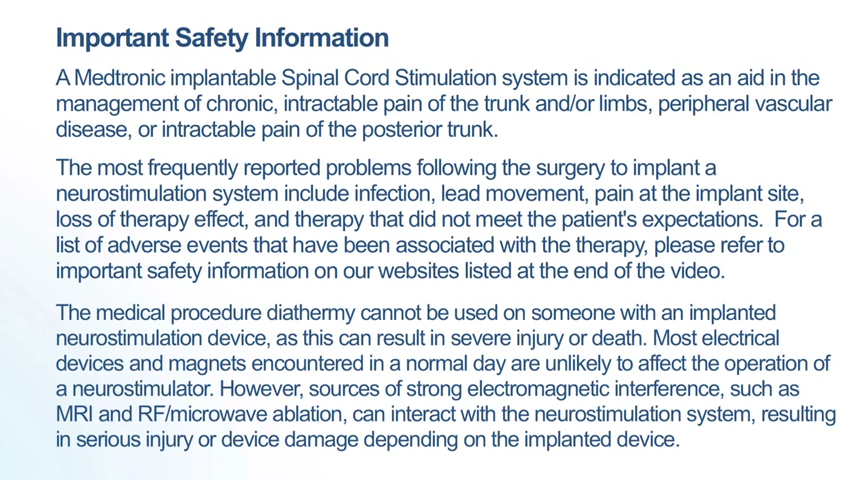 Important Safety Information
A Medtronic implantable Spinal Cord Stimulation system is indicated as an aid in the
management of chronic, intractable pain of the trunk and/or limbs, peripheral vascular
disease, or intractable pain of the posterior trunk.
The most frequently reported problems following the surgery to implant a
neurostimulation system include infection, lead movement, pain at the implant site,
loss of therapy effect, and therapy that did not meet the patient's expectations.  For a
list of adverse events that have been associated with the therapy, please refer to
important safety information on our websites listed at the end of the video.
The medical procedure diathermy cannot be used on someone with an implanted
neurostimulation device, as this can result in severe injury or death. Most electrical
devices and magnets encountered in a normal day are unlikely to affect the operation of
a neurostimulator. However, sources of strong electromagnetic interference, such as
MRI and RF/microwave ablation, can interact with the neurostimulation system, resulting
in serious injury or device damage depending on the implanted device.